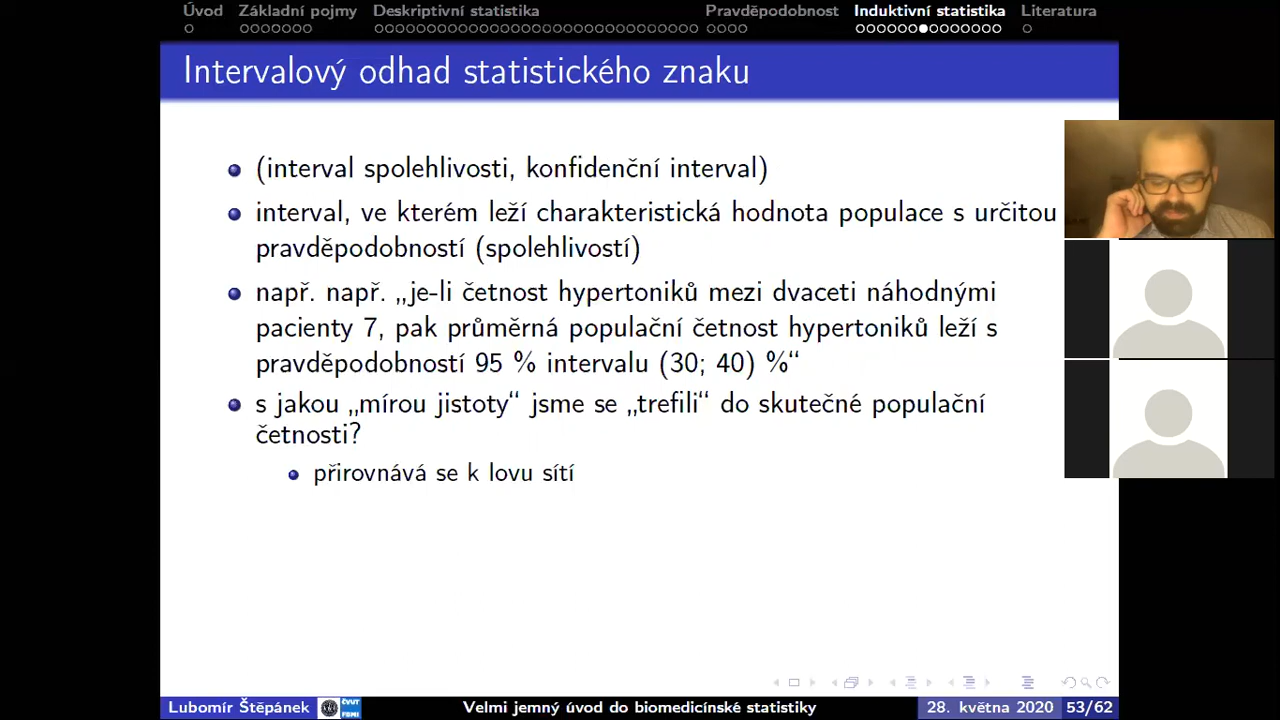 Úvod Základní pojmy Deskriptivní statistika Pravděpodobnost Induktivní statistika Literatura
Intervalový odhad statistického znaku
(interval spolehlivosti, konfidenční interval)
interval, ve kterém leží charakteristická hodnota populace s určitou
pravděpodobností (spolehlivostí)
např. např. „je-li četnost hypertoniků mezi dvaceti náhodnými
pacienty 7, pak průměrná populační četnost hypertoniků leží s
pravděpodobností 95 % intervalu (30; 40) %“
s jakou „mírou jistoty“ jsme se „trefili“ do skutečné populační
četnosti?
přirovnává se k lovu sítí
Lubomír Štěpánek ČVUT FBMI Velmi jemný úvod do biomedicínské statistiky 28. května 2020 53/62